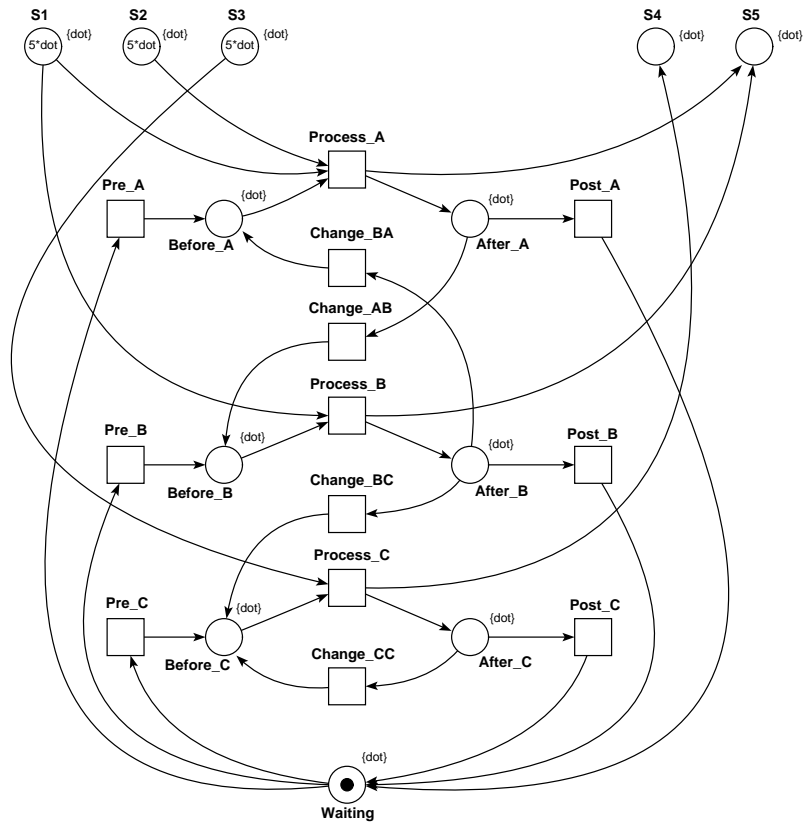 S1 S2 S3 S4 S5
5*dot {dot} 5*dot {dot} 5*dot {dot} {dot} {dot}
Process_A
Pre_A {dot} {dot} Post_A
Before_A Change_BA After_A
Change_AB
Process_B
Pre_B {dot} {dot} Post_B
Before_B Change_BC After_B
Process_C
Pre_C {dot} {dot} Post_C
Before_C Change_CC After_C
{dot}
Waiting